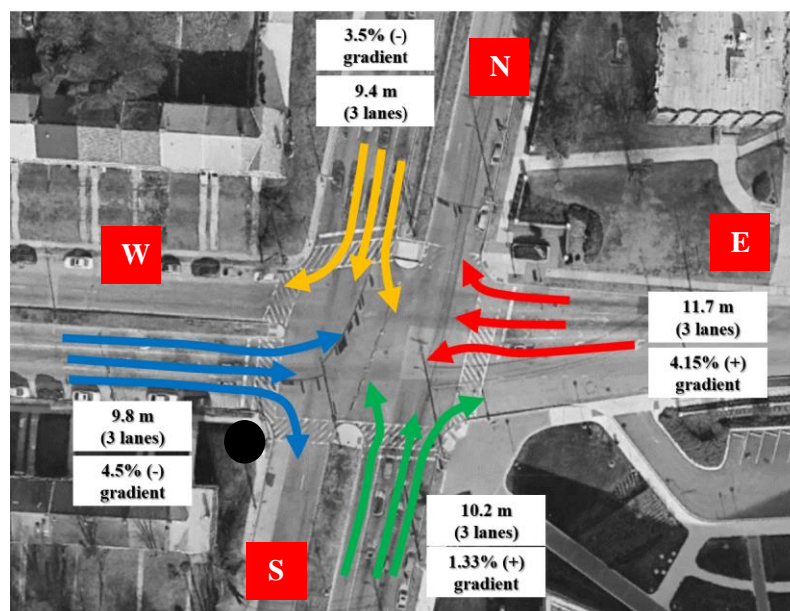 3.5% (-)
gradient
9.4 m
(3 lanes)
N
W
E
11.7 m
(3 lanes)
4.15% (+)
gradient
9.8 m
(3 lanes)
4.5% (-)
gradient
10.2 m
(3 lanes)
1.33% (+)
gradient
S